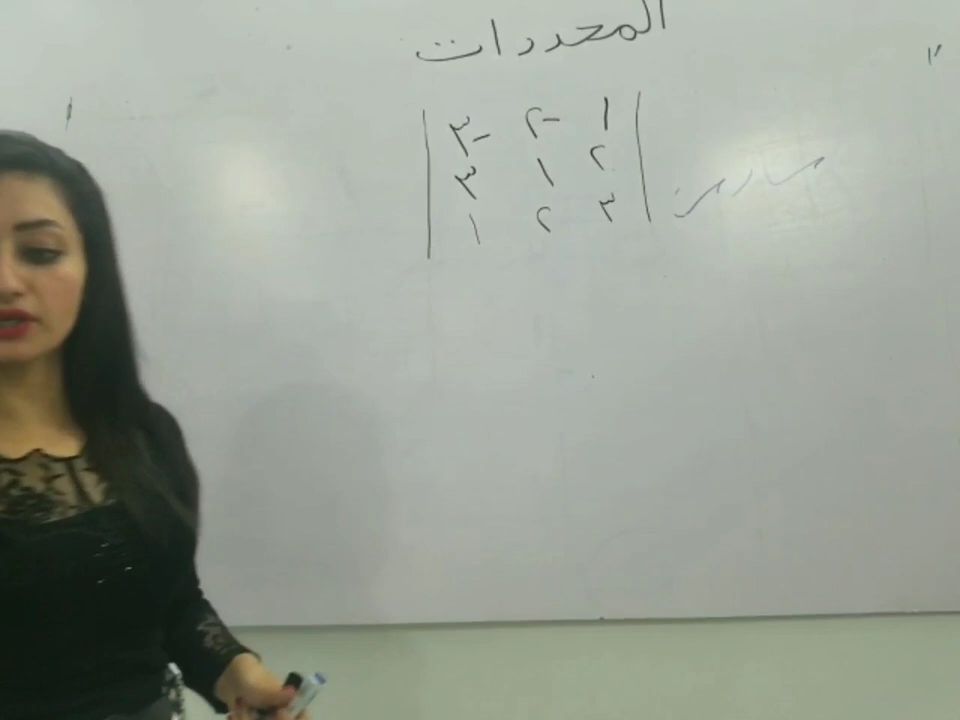 المحددات
١ ٢- ٣-
٢ ١ ٣
٣ ٢ ١